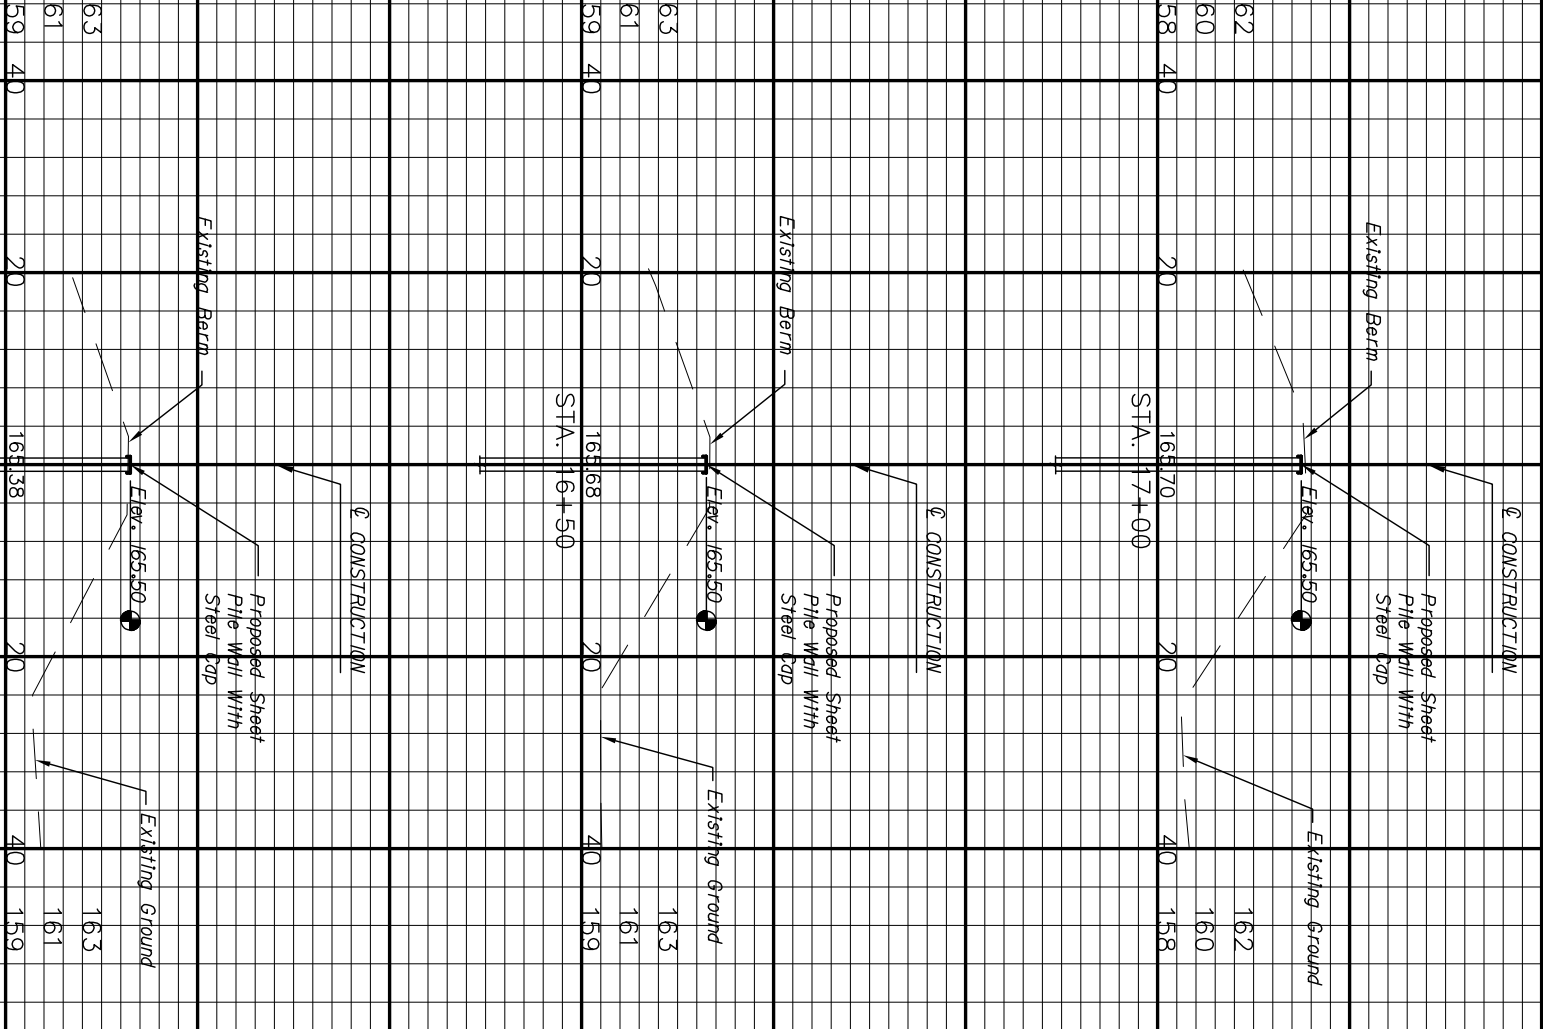 ℄ CONSTRUCTION
Proposed Sheet
Pile Wall With
Steel Cap
Existing Berm
Elev. 165.50
Existing Ground
62 162
60 160
58 40 20 165.70 20 40 158
STA. 17+00
℄ CONSTRUCTION
Proposed Sheet
Pile Wall With
Steel Cap
Existing Berm
Elev. 165.50
Existing Ground
63 163
61 161
59 40 20 165.68 20 40 159
STA. 16+50
℄ CONSTRUCTION
Proposed Sheet
Pile Wall With
Steel Cap
Existing Berm
Elev. 165.50
Existing Ground
63 163
61 161
59 40 20 165.38 20 40 159